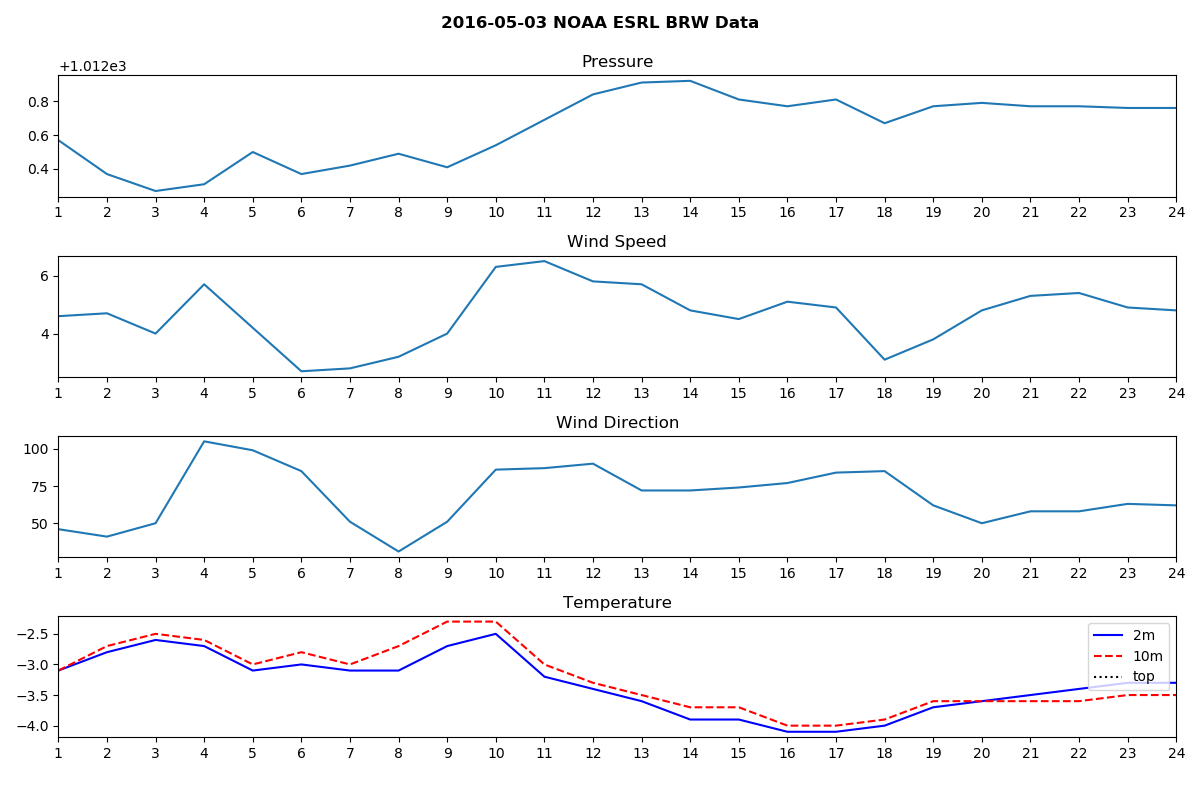 2016-05-03 NOAA ESRL BRW Data
Pressure
+1.012e3
0.8
0.6
0.4
1 2 3 4 5 6 7 8 9 10 11 12 13 14 15 16 17 18 19 20 21 22 23 24
Wind Speed
6
4
1 2 3 4 5 6 7 8 9 10 11 12 13 14 15 16 17 18 19 20 21 22 23 24
Wind Direction
100
75
50
1 2 3 4 5 6 7 8 9 10 11 12 13 14 15 16 17 18 19 20 21 22 23 24
Temperature
−2.5
−3.0
−3.5
−4.0
2m
10m
top
1 2 3 4 5 6 7 8 9 10 11 12 13 14 15 16 17 18 19 20 21 22 23 24